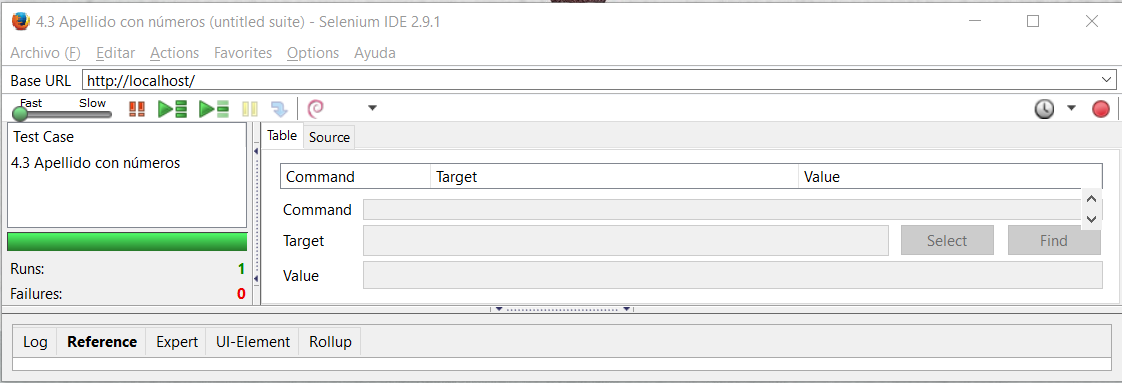 4.3 Apellido con números (untitled suite) - Selenium IDE 2.9.1
Archivo (F) Editar Actions Favorites Options Ayuda
Base URL http://localhost/
Fast Slow
Test Case
4.3 Apellido con números
Runs: 1
Failures: 0
Table Source
Command Target Value
Command
Target Select Find
Value
Log Reference Expert UI-Element Rollup